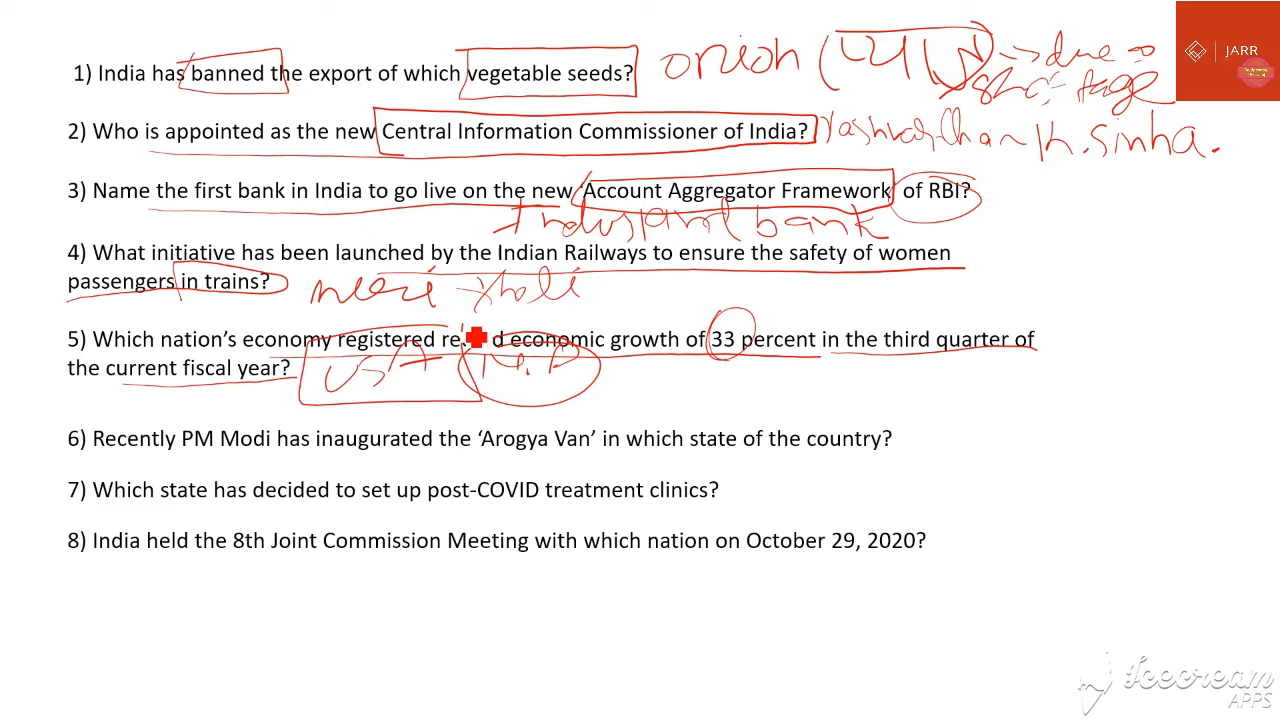 JARR
1) India has banned the export of which vegetable seeds? onion (प्याज) → due to
shortage
2) Who is appointed as the new Central Information Commissioner of India? Yashvardhan K. Sinha.
3) Name the first bank in India to go live on the new 'Account Aggregator Framework of RBI?
bank
4) What initiative has been launched by the Indian Railways to ensure the safety of women
passengers in trains? meri
5) Which nation's economy registered economic growth of 33 percent in the third quarter of
the current fiscal year? USA
6) Recently PM Modi has inaugurated the 'Arogya Van' in which state of the country?
7) Which state has decided to set up post-COVID treatment clinics?
8) India held the 8th Joint Commission Meeting with which nation on October 29, 2020?
Icecream
APPS